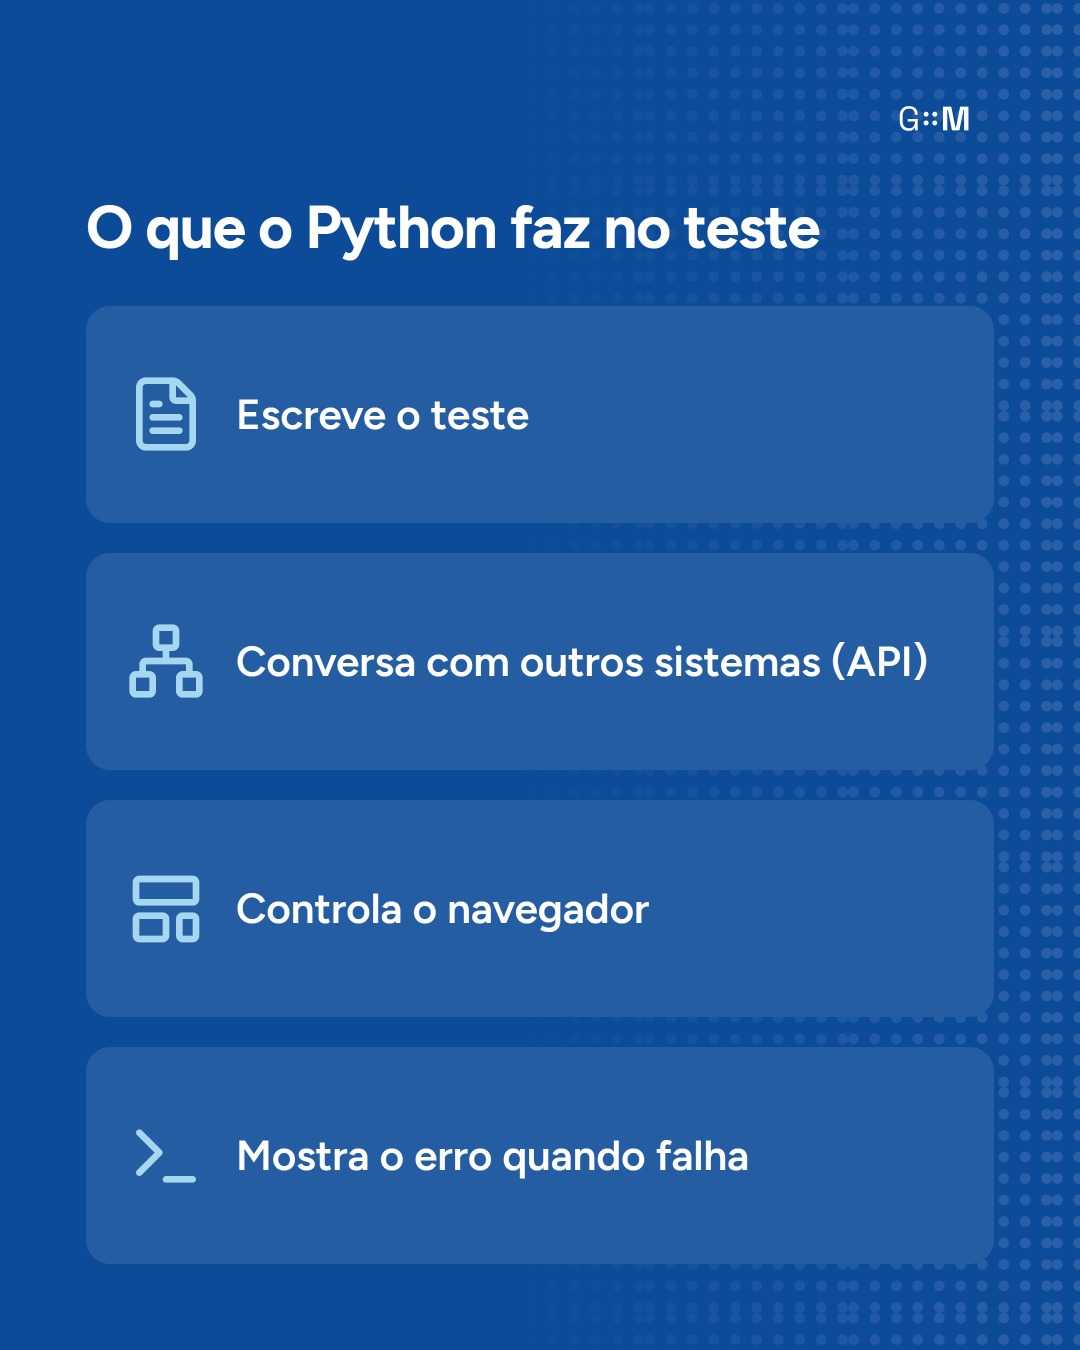 G::M
O que o Python faz no teste
Escreve o teste
Conversa com outros sistemas (API)
Controla o navegador
Mostra o erro quando falha